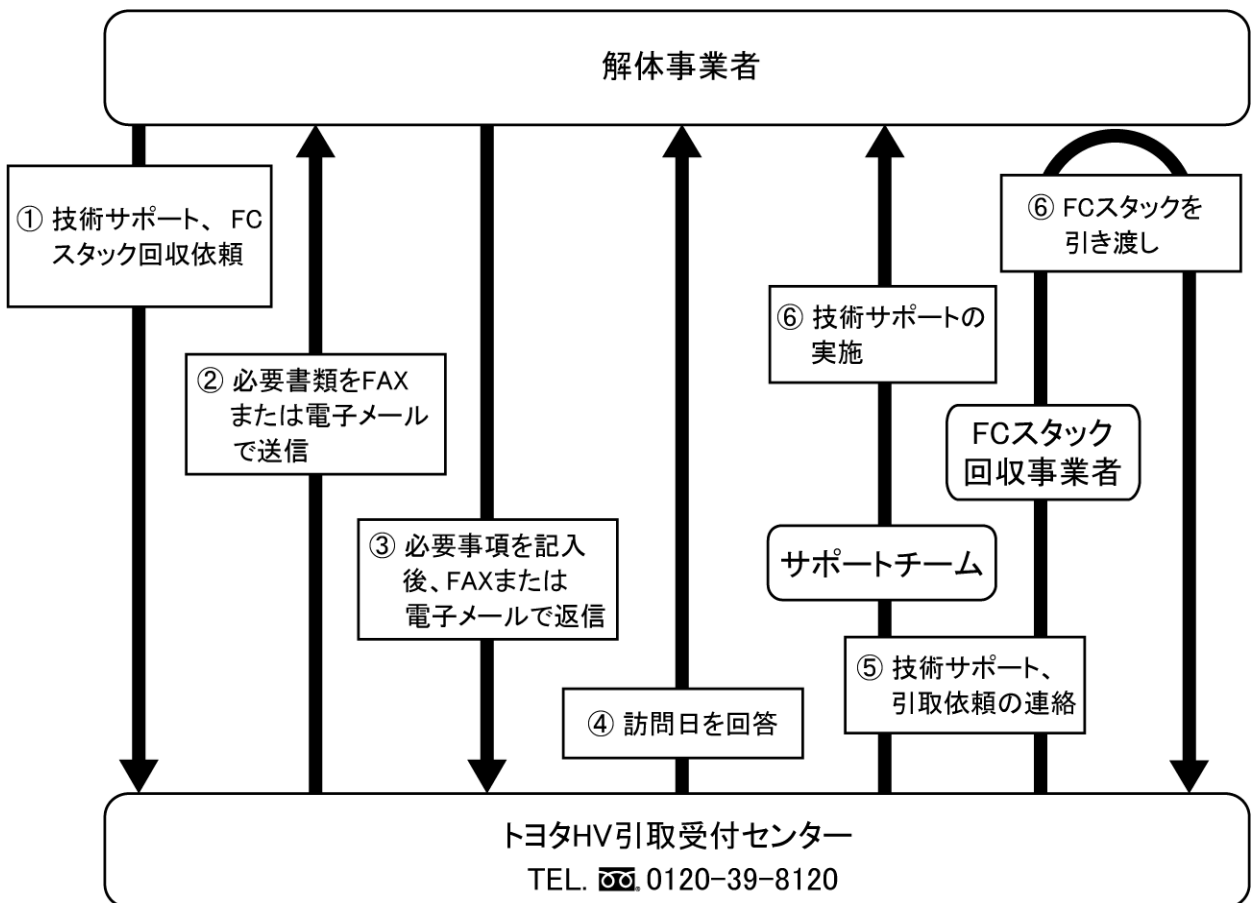 解体事業者
① 技術サポート、 FC
スタック回収依頼
② 必要書類をFAX
または電子メール
で送信
③ 必要事項を記入
後、FAXまたは
電子メールで返信
④ 訪問日を回答
⑤ 技術サポート、
引取依頼の連絡
サポートチーム
⑥ 技術サポートの
実施
FCスタック
回収事業者
⑥ FCスタックを
引き渡し
トヨタHV引取受付センター
TEL. 0120-39-8120